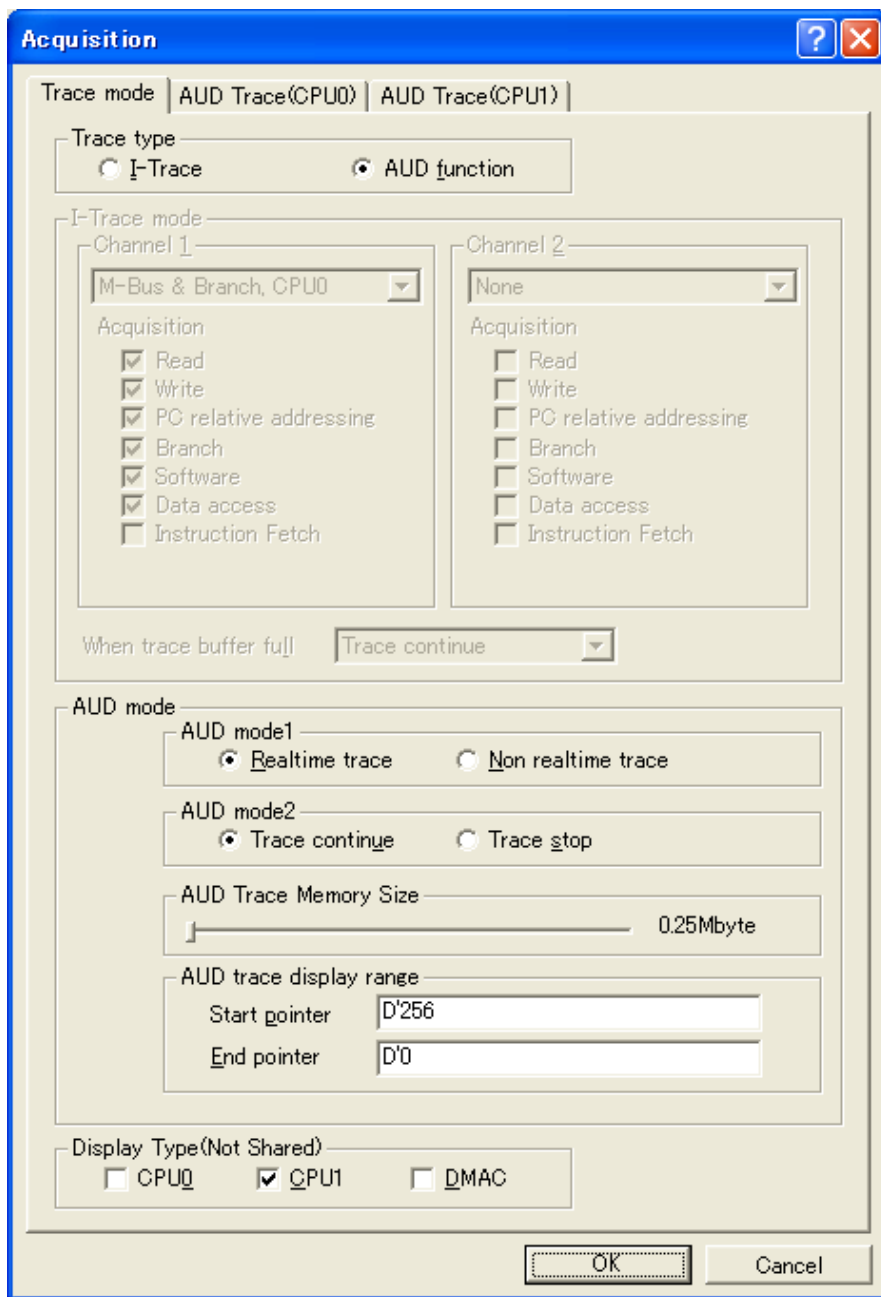 Acquisition
Trace mode AUD Trace(CPU0) AUD Trace(CPU1)
Trace type
I-Trace AUD function
I-Trace mode
Channel 1 Channel 2
M-Bus & Branch, CPU0 None
Acquisition Acquisition
Read Read
Write Write
PC relative addressing PC relative addressing
Branch Branch
Software Software
Data access Data access
Instruction Fetch Instruction Fetch
When trace buffer full Trace continue
AUD mode
AUD mode1
Realtime trace Non realtime trace
AUD mode2
Trace continue Trace stop
AUD Trace Memory Size
0.25Mbyte
AUD trace display range
Start pointer D'256
End pointer D'0
Display Type(Not Shared)
CPU0 CPU1 DMAC
OK Cancel